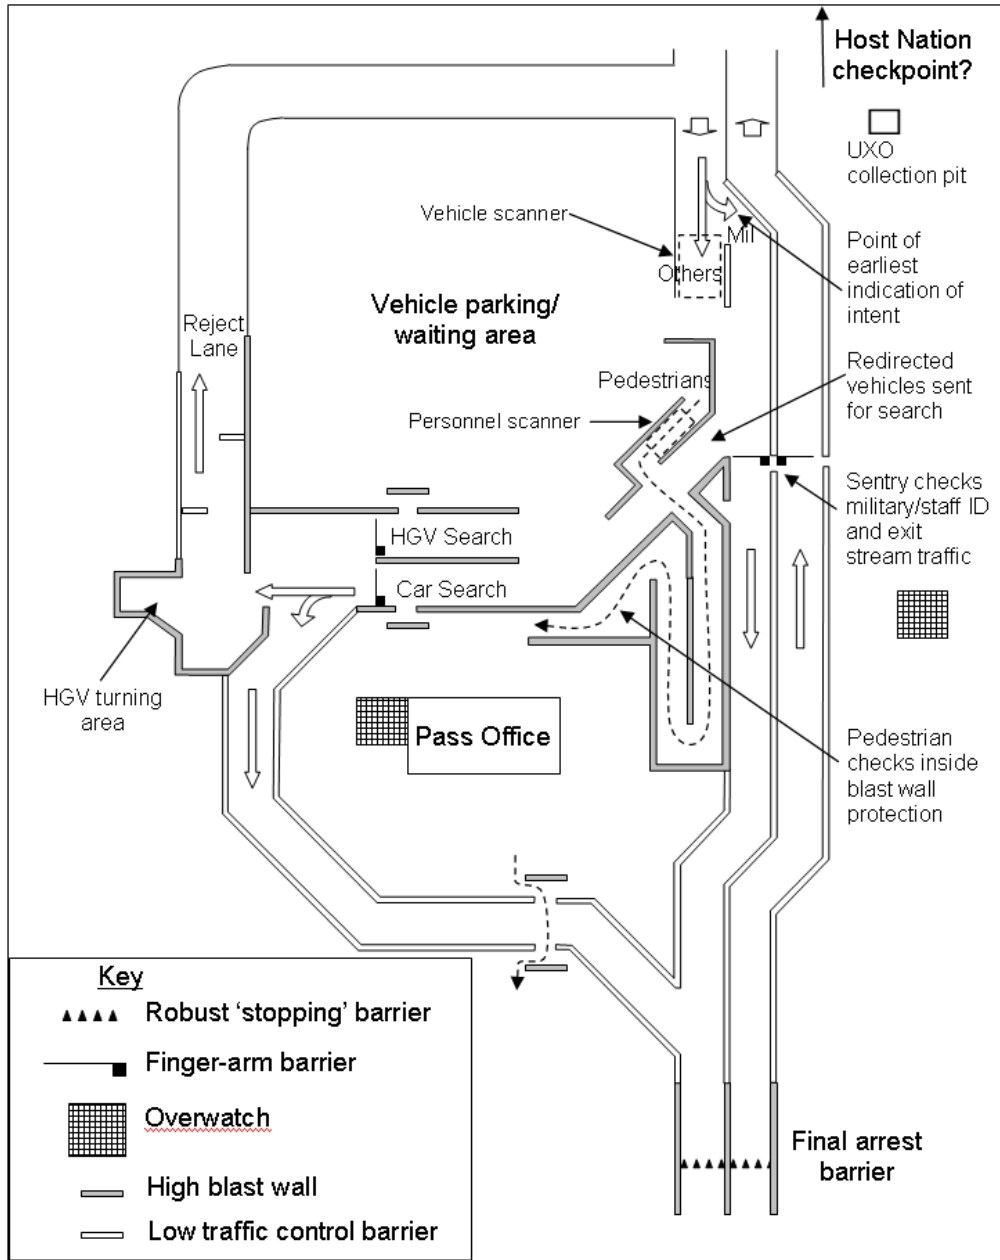 Host Nation
checkpoint?
UXO
collection pit
Vehicle scanner
Mil
Others
Point of
earliest
indication of
intent
Vehicle parking/
waiting area
Reject
Lane
Pedestrians
Personnel scanner
Redirected
vehicles sent
for search
Sentry checks
military/staff ID
and exit
stream traffic
HGV Search
Car Search
HGV turning
area
Pass Office
Pedestrian
checks inside
blast wall
protection
Key
Robust ‘stopping’ barrier
Finger-arm barrier
Overwatch
High blast wall
Low traffic control barrier
Final arrest
barrier